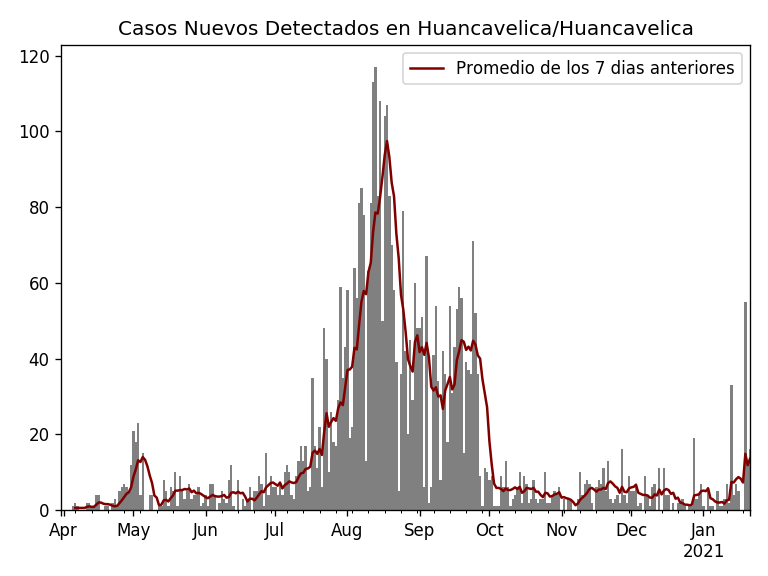 Casos Nuevos Detectados en Huancavelica/Huancavelica
Promedio de los 7 dias anteriores
120
100
80
60
40
20
0
Apr May Jun Jul Aug Sep Oct Nov Dec Jan
2021